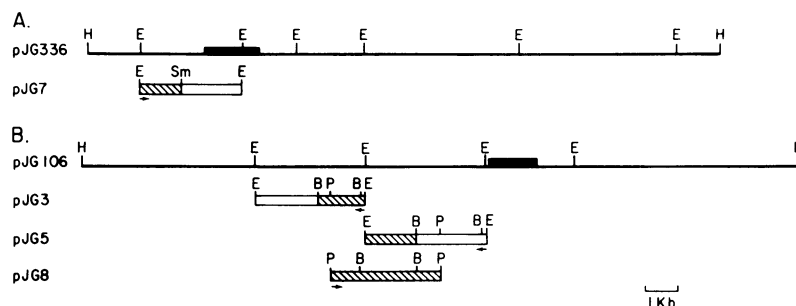 A.
H E E E E E E H
pJG336
E Sm E
pJG7
B.
H E E E E
pJG106
E B P B E
pJG3
E B P B E
pJG5
P B B P
pJG8
1Kb